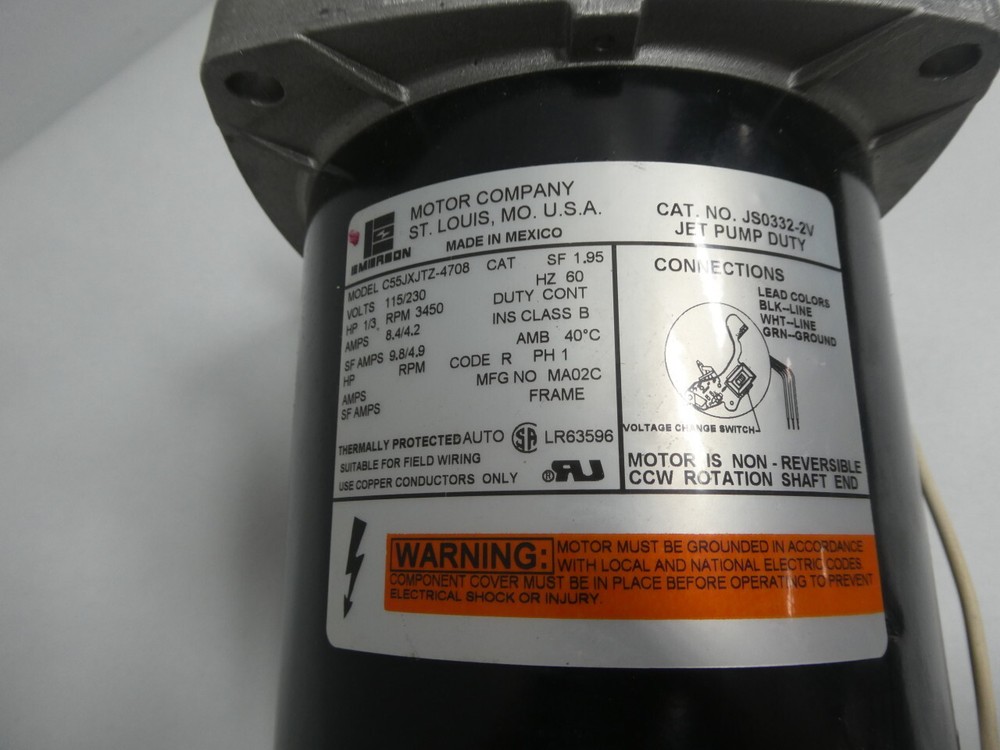 EMERSON
MOTOR COMPANY
ST. LOUIS, MO. U.S.A.
MADE IN MEXICO
CAT. NO. JS0332-2V
JET PUMP DUTY
MODEL C55JXJTZ-4708 CAT SF 1.95
VOLTS 115/230 HZ 60
HP 1/3 RPM 3450 DUTY CONT
AMPS 8.4/4.2 INS CLASS B
AMB 40°C
SF AMPS 9.8/4.9 CODE R PH 1
HP RPM MFG NO MA02C
AMPS FRAME
SF AMPS
THERMALLY PROTECTED AUTO SA LR63596
SUITABLE FOR FIELD WIRING
USE COPPER CONDUCTORS ONLY ® RU
CONNECTIONS
LEAD COLORS
BLK--LINE
WHT--LINE
GRN--GROUND
VOLTAGE CHANGE SWITCH
MOTOR IS NON - REVERSIBLE
CCW ROTATION SHAFT END
WARNING: MOTOR MUST BE GROUNDED IN ACCORDANCE
WITH LOCAL AND NATIONAL ELECTRIC CODES
COMPONENT COVER MUST BE IN PLACE BEFORE OPERATING TO PREVENT
ELECTRICAL SHOCK OR INJURY.